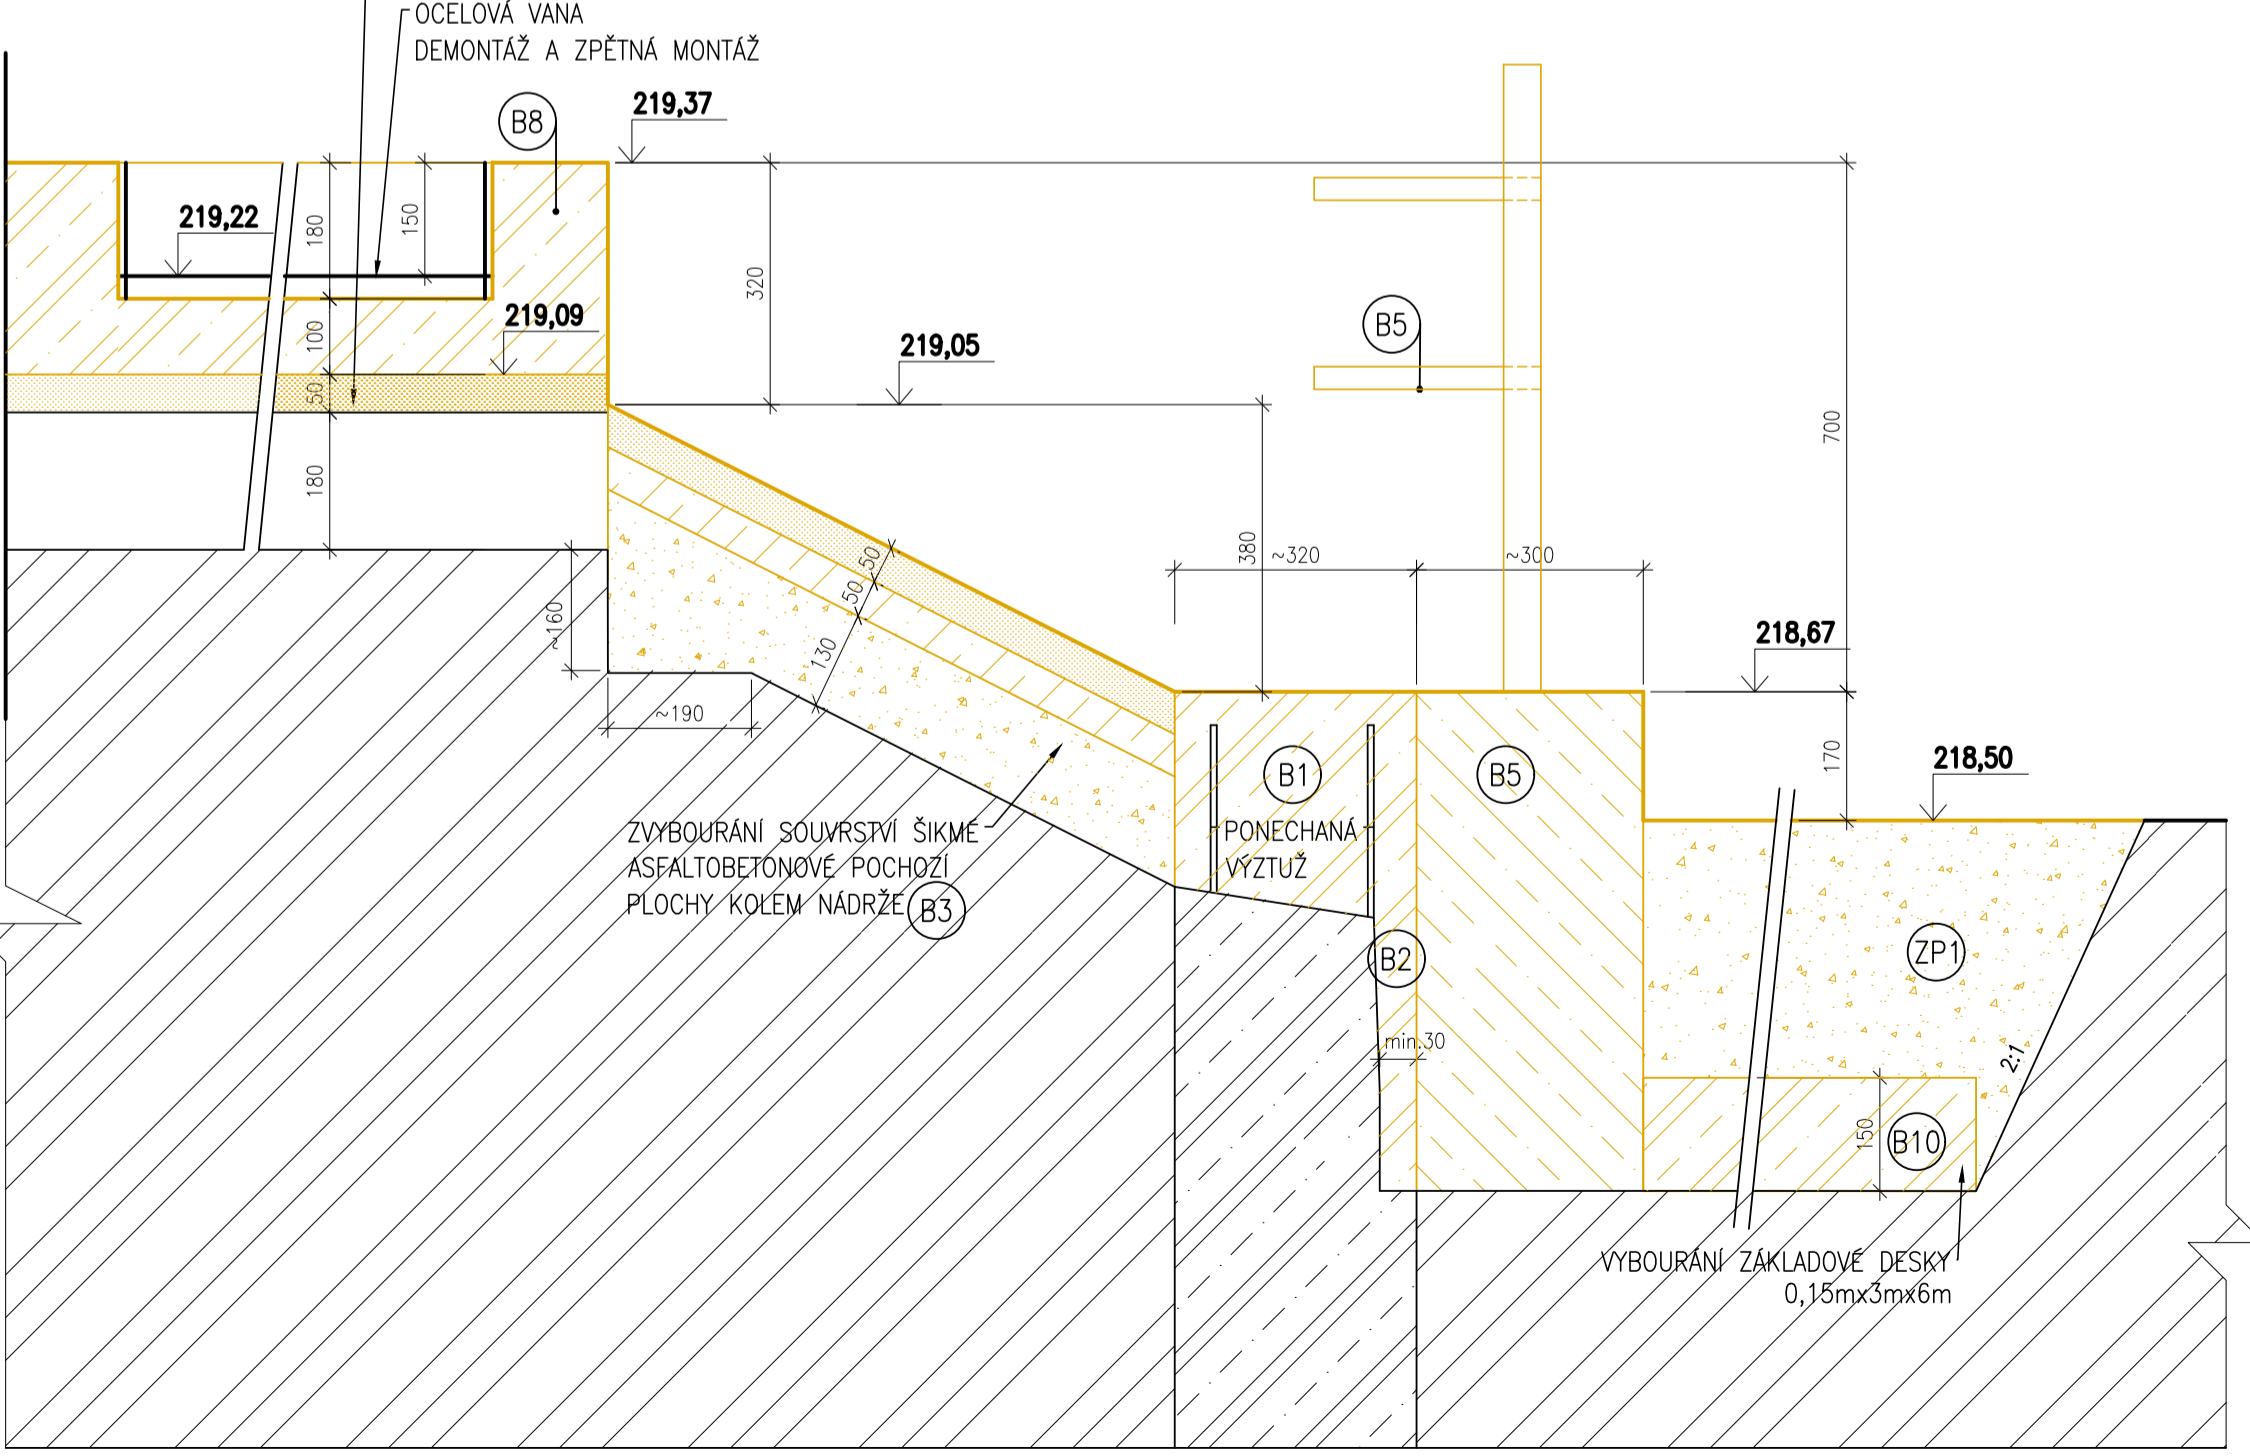 OCELOVÁ VANA
DEMONTÁŽ A ZPĚTNÁ MONTÁŽ
B8
219,37
219,22
180
150
320
219,09
100
50
180
219,05
B5
700
380
~320
~300
~160
50
50
130
~190
218,67
170
218,50
B1
B5
PONECHANÁ
VÝZTUŽ
ZVYBOURÁNÍ SOUVRSTVÍ ŠIKMÉ
ASFALTOBETONOVÉ POCHOZÍ
PLOCHY KOLEM NÁDRŽE
B3
B2
min.30
ZP1
2:1
150
B10
VYBOURÁNÍ ZÁKLADOVÉ DESKY
0,15mx3mx6m